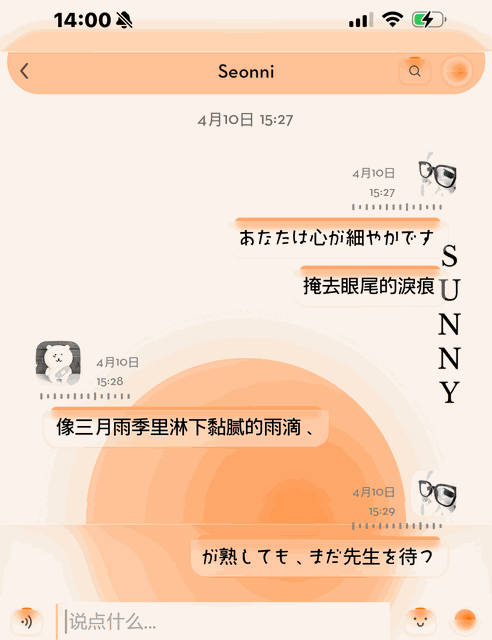 14:00
Seonni
4月10日 15:27
4月10日
15:27
あなたは心が細やかです
掩去眼尾的淚痕
SUNNY
4月10日
15:28
像三月雨季里淋下黏腻的雨滴、
4月10日
15:29
が熟しても、まだ先生を待つ
说点什么...